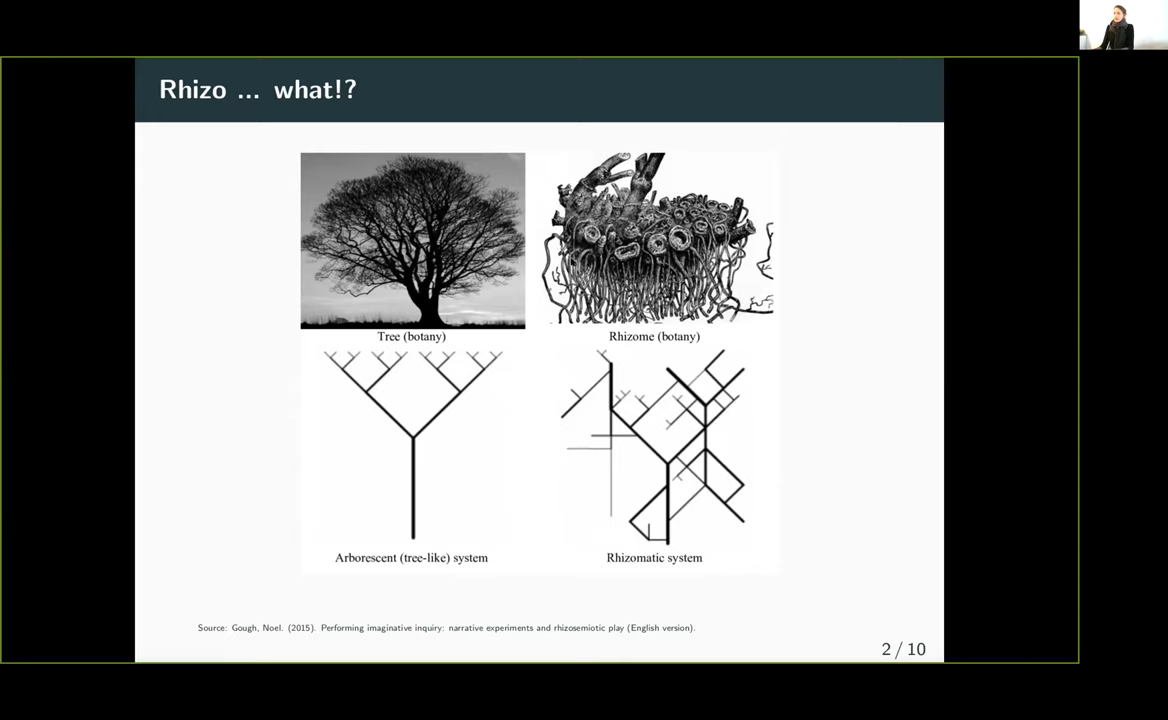 Rhizo ... what!?
Tree (botany)
Rhizome (botany)
Arborescent (tree-like) system
Rhizomatic system
Source: Gough, Noel. (2015). Performing imaginative inquiry: narrative experiments and rhizosemiotic play (English version).
2 / 10